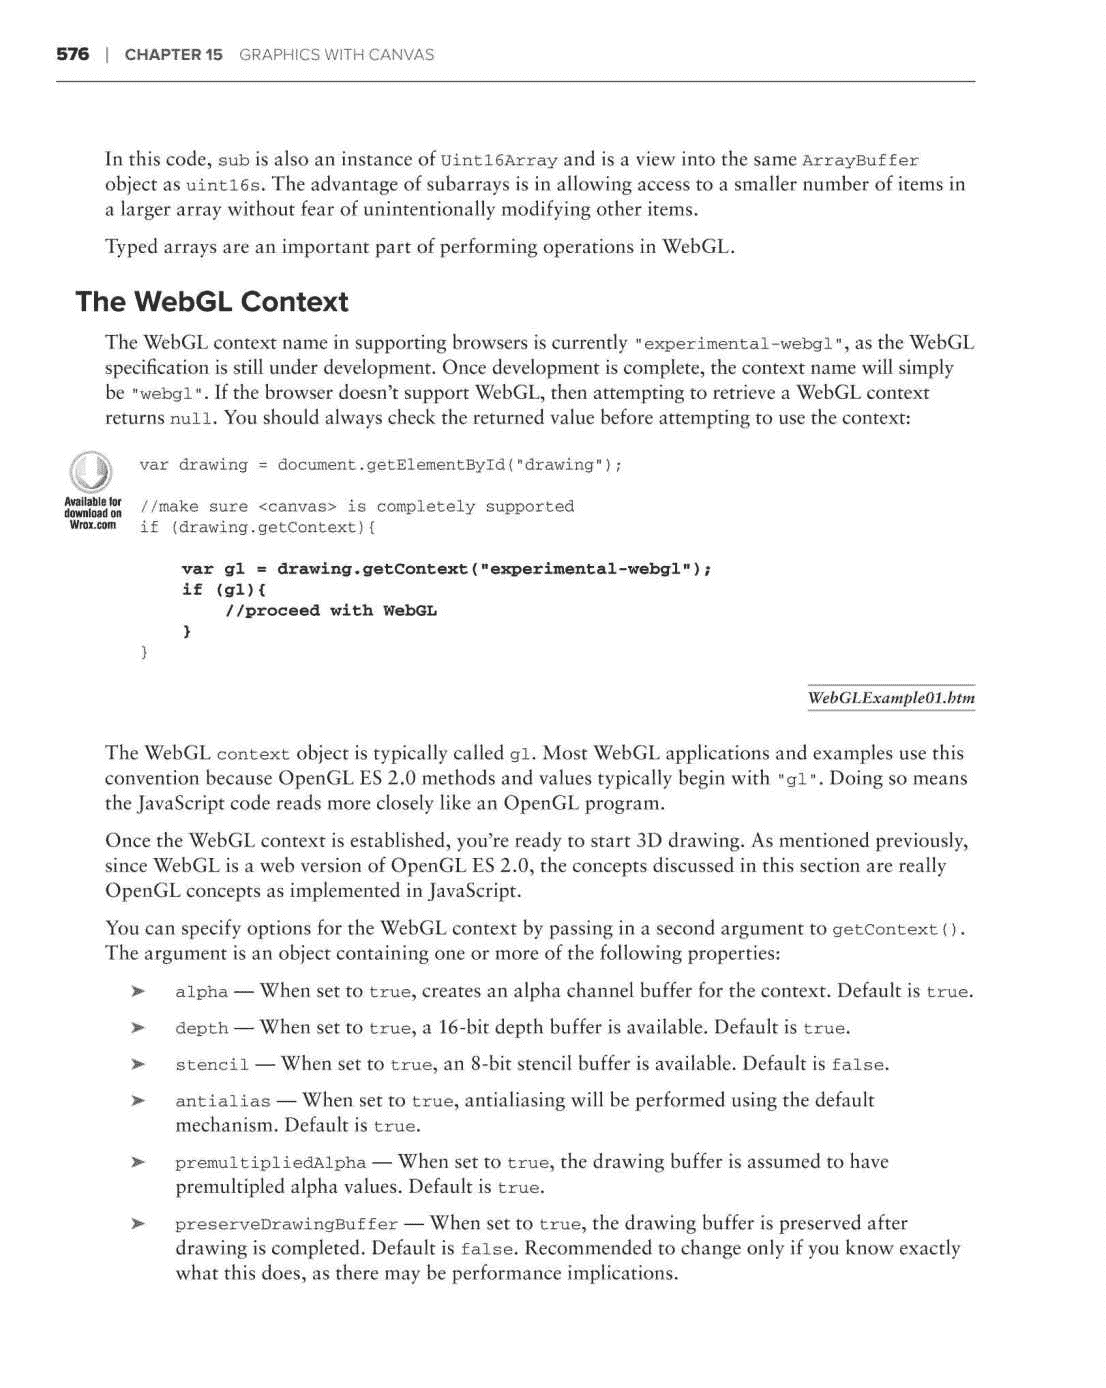 576 | CHAPTER 15 GRAPHICS WITH CANVAS
In this code, sub is also an instance of Uint16Array and is a view into the same ArrayBuffer
object as uint16s. The advantage of subarrays is in allowing access to a smaller number of items in
a larger array without fear of unintentionally modifying other items.
Typed arrays are an important part of performing operations in WebGL.
The WebGL Context
The WebGL context name in supporting browsers is currently "experimental-webgl", as the WebGL
specification is still under development. Once development is complete, the context name will simply
be "webgl". If the browser doesn't support WebGL, then attempting to retrieve a WebGL context
returns null. You should always check the returned value before attempting to use the context:
Available for
download on
Wrox.com
var drawing = document.getElementById("drawing");
//make sure <canvas> is completely supported
if (drawing.getContext){
var gl = drawing.getContext("experimental-webgl");
if (gl){
//proceed with WebGL
}
}
WebGLExample01.htm
The WebGL context object is typically called gl. Most WebGL applications and examples use this
convention because OpenGL ES 2.0 methods and values typically begin with "gl". Doing so means
the JavaScript code reads more closely like an OpenGL program.
Once the WebGL context is established, you're ready to start 3D drawing. As mentioned previously,
since WebGL is a web version of OpenGL ES 2.0, the concepts discussed in this section are really
OpenGL concepts as implemented in JavaScript.
You can specify options for the WebGL context by passing in a second argument to getContext().
The argument is an object containing one or more of the following properties:
➤ alpha — When set to true, creates an alpha channel buffer for the context. Default is true.
➤ depth — When set to true, a 16-bit depth buffer is available. Default is true.
➤ stencil — When set to true, an 8-bit stencil buffer is available. Default is false.
➤ antialias — When set to true, antialiasing will be performed using the default
mechanism. Default is true.
➤ premultipliedAlpha — When set to true, the drawing buffer is assumed to have
premultipled alpha values. Default is true.
➤ preserveDrawingBuffer — When set to true, the drawing buffer is preserved after
drawing is completed. Default is false. Recommended to change only if you know exactly
what this does, as there may be performance implications.